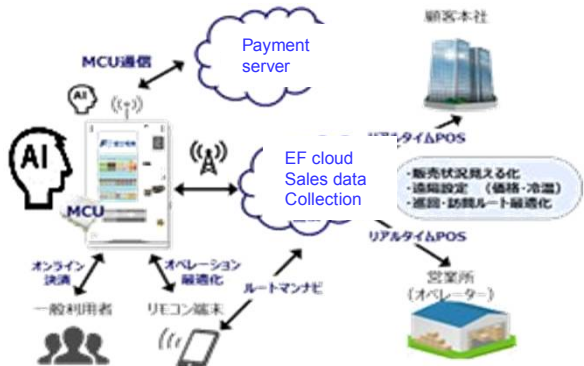 顧客本社
Payment
server
MCU通信
AI
AI
MCU
EF cloud
Sales data
Collection
リアルタイムPOS
・販売状況見える化
・遠隔設定 (価格・冷温)
・巡回・訪問ルート最適化
リアルタイムPOS
オンライン
決済
オペレーション
最適化
ルートマンナビ
営業所
(オペレーター)
一般利用者
リモコン端末